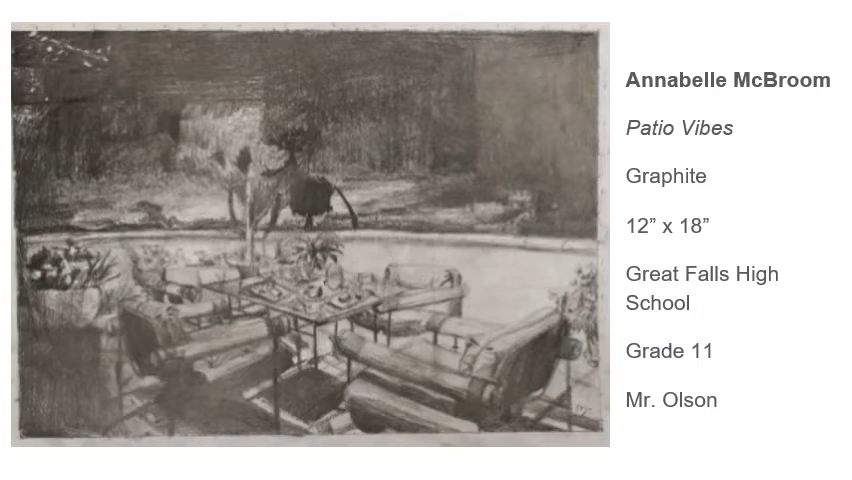 Annabelle McBroom
Patio Vibes
Graphite
12” x 18”
Great Falls High
School
Grade 11
Mr. Olson